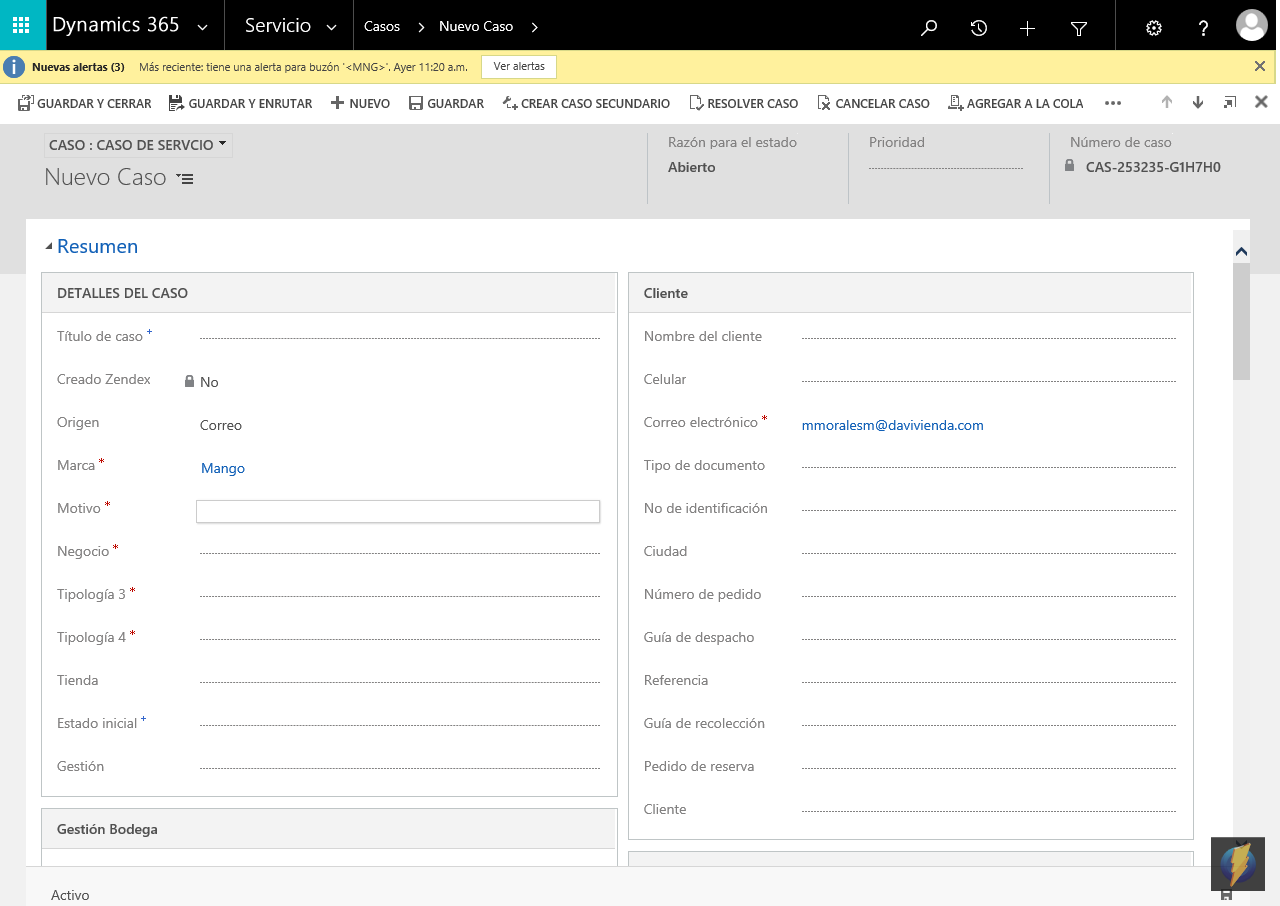 Dynamics 365 Servicio Casos Nuevo Caso
Nuevas alertas (3) Más reciente: tiene una alerta para buzón '<MNG>'. Ayer 11:20 a.m. Ver alertas
GUARDAR Y CERRAR GUARDAR Y ENRUTAR NUEVO GUARDAR CREAR CASO SECUNDARIO RESOLVER CASO CANCELAR CASO AGREGAR A LA COLA
CASO : CASO DE SERVCIO
Nuevo Caso
Razón para el estado
Abierto
Prioridad
Número de caso
CAS-253235-G1H7H0
Resumen
DETALLES DEL CASO
Título de caso +
Creado Zendex No
Origen Correo
Marca * Mango
Motivo *
Negocio *
Tipología 3 *
Tipología 4 *
Tienda
Estado inicial +
Gestión
Gestión Bodega
Cliente
Nombre del cliente
Celular
Correo electrónico * mmoralesm@davivienda.com
Tipo de documento
No de identificación
Ciudad
Número de pedido
Guía de despacho
Referencia
Guía de recolección
Pedido de reserva
Cliente
Activo